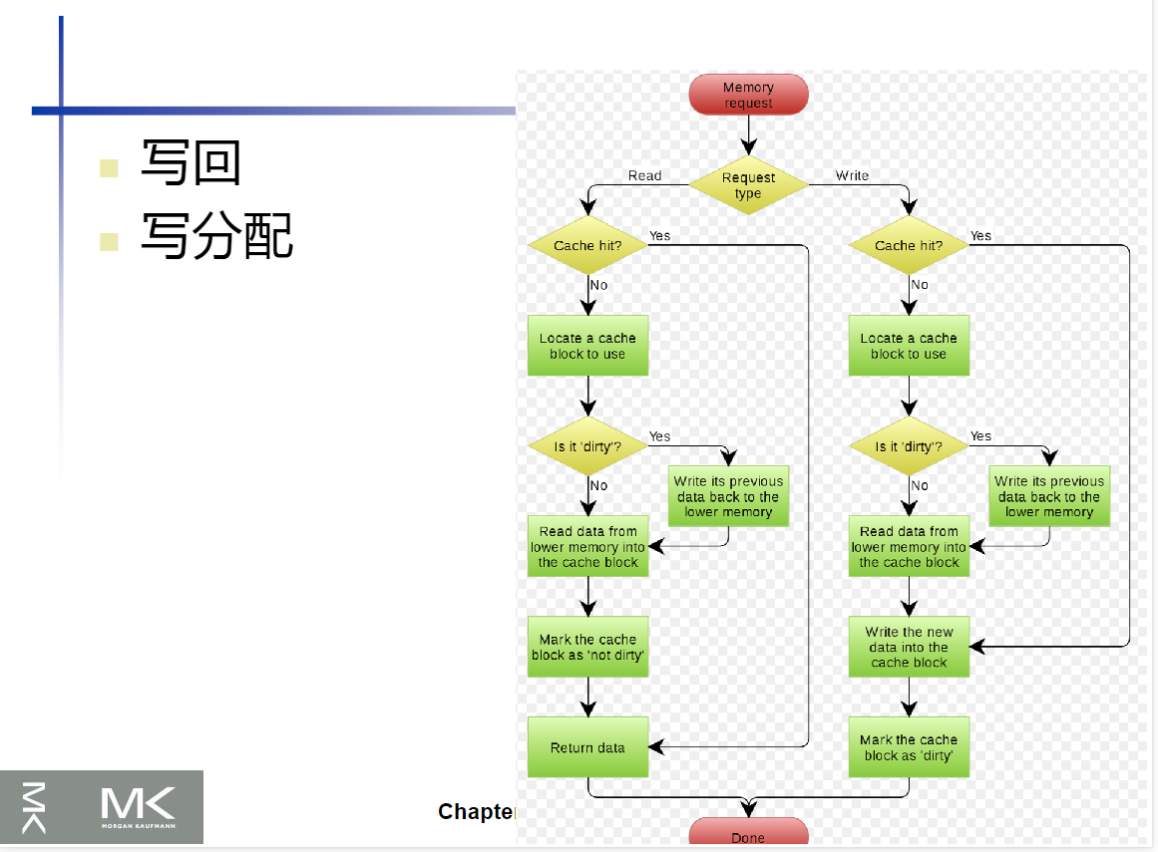 写回
写分配
Memory
request
Request
type
Read
Write
Cache hit?
Yes
No
Cache hit?
Yes
No
Locate a cache
block to use
Locate a cache
block to use
Is it 'dirty'?
Yes
No
Is it 'dirty'?
Yes
No
Write its previous
data back to the
lower memory
Write its previous
data back to the
lower memory
Read data from
lower memory into
the cache block
Read data from
lower memory into
the cache block
Mark the cache
block as 'not dirty'
Write the new
data into the
cache block
Return data
Mark the cache
block as 'dirty'
Done
MK
MK
MORGAN KAUFMANN
Chapte